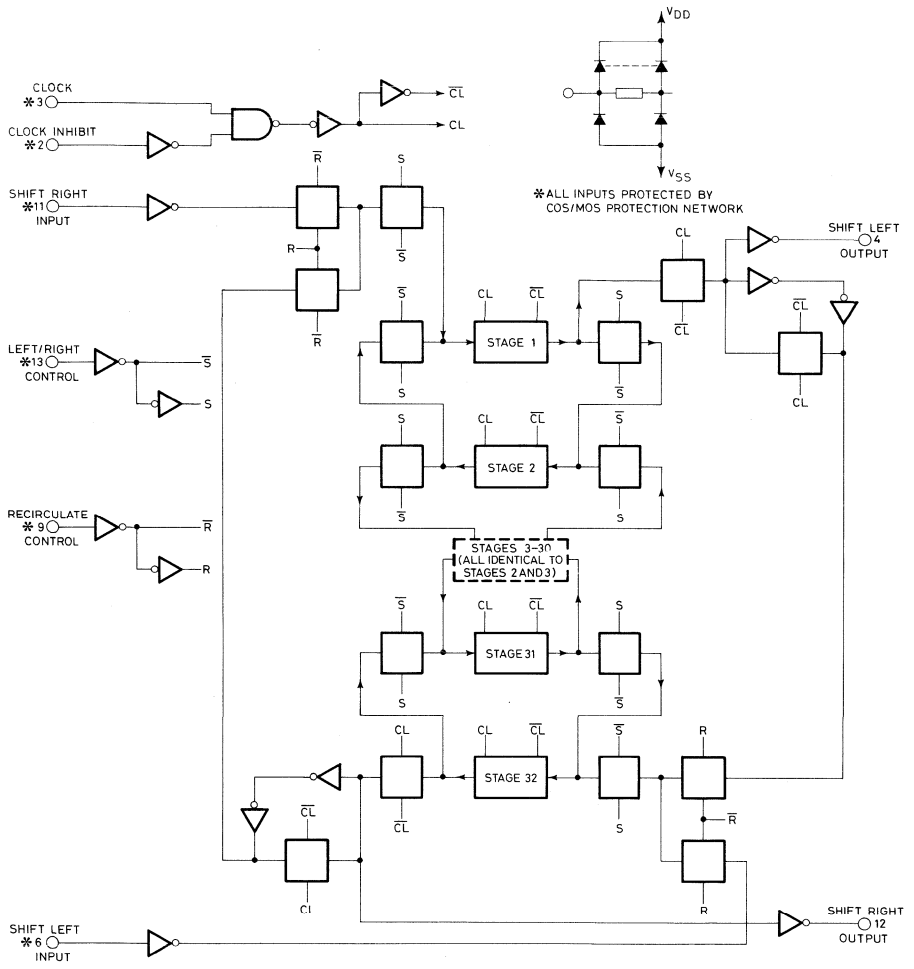 VDD
CLOCK
*3
CL̅
CL
CLOCK INHIBIT
*2
VSS
*ALL INPUTS PROTECTED BY
COS/MOS PROTECTION NETWORK
R̅
S
SHIFT RIGHT
*11
INPUT
R
S̅
R̅
CL
SHIFT LEFT
4
OUTPUT
S̅
CL
CL̅
S
CL̅
CL̅
STAGE 1
LEFT/RIGHT
*13
CONTROL
S̅
S
S
S̅
CL
S
CL
CL̅
S̅
STAGE 2
S̅
S
RECIRCULATE
*9
CONTROL
R̅
R
STAGES 3-30
(ALL IDENTICAL TO
STAGES 2 AND 3)
S̅
CL
CL̅
S
STAGE 31
S
S̅
CL
CL
CL̅
S̅
R
STAGE 32
CL̅
S
R̅
CL̅
CL
R
SHIFT LEFT
*6
INPUT
SHIFT RIGHT
12
OUTPUT